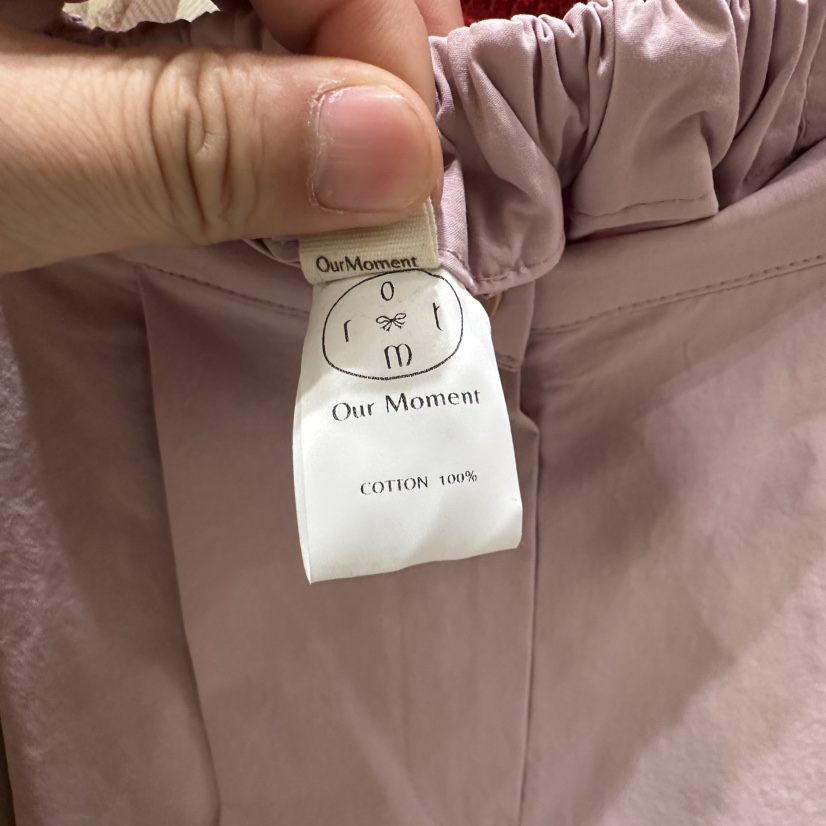 OurMoment
o
r t
m
Our Moment
COTTON 100%